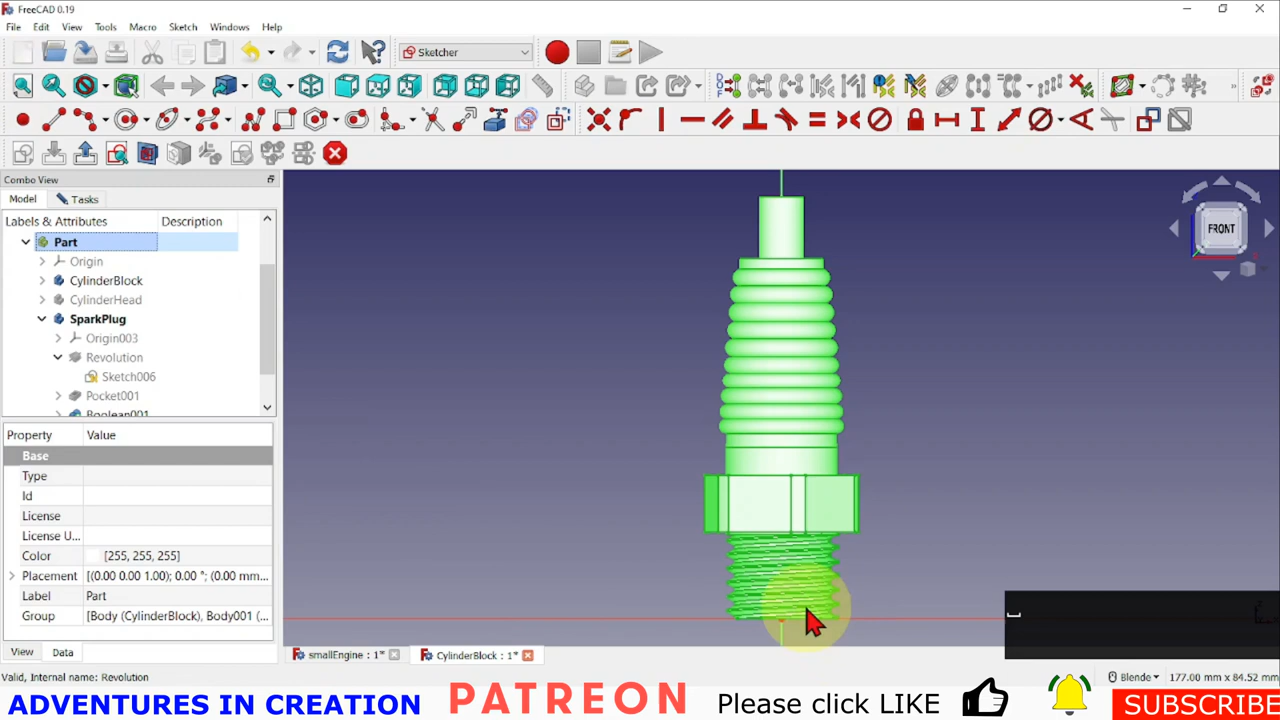 FreeCAD 0.19
File Edit View Tools Macro Sketch Windows Help
Sketcher
Combo View
Model Tasks
Labels & Attributes Description
Part
Origin
CylinderBlock
CylinderHead
SparkPlug
Origin003
Revolution
Sketch006
Pocket001
Boolean001
Property Value
Base
Type
Id
License
License U...
Color [255, 255, 255]
Placement [(0.00 0.00 1.00); 0.00 °; (0.00 mm...
Label Part
Group [Body (CylinderBlock), Body001 (...
View Data
FRONT
smallEngine : 1*
CylinderBlock : 1*
Valid, Internal name: Revolution
Blende
177.00 mm x 84.52 mm
ADVENTURES IN CREATION
PATREON
Please click LIKE
SUBSCRIBE